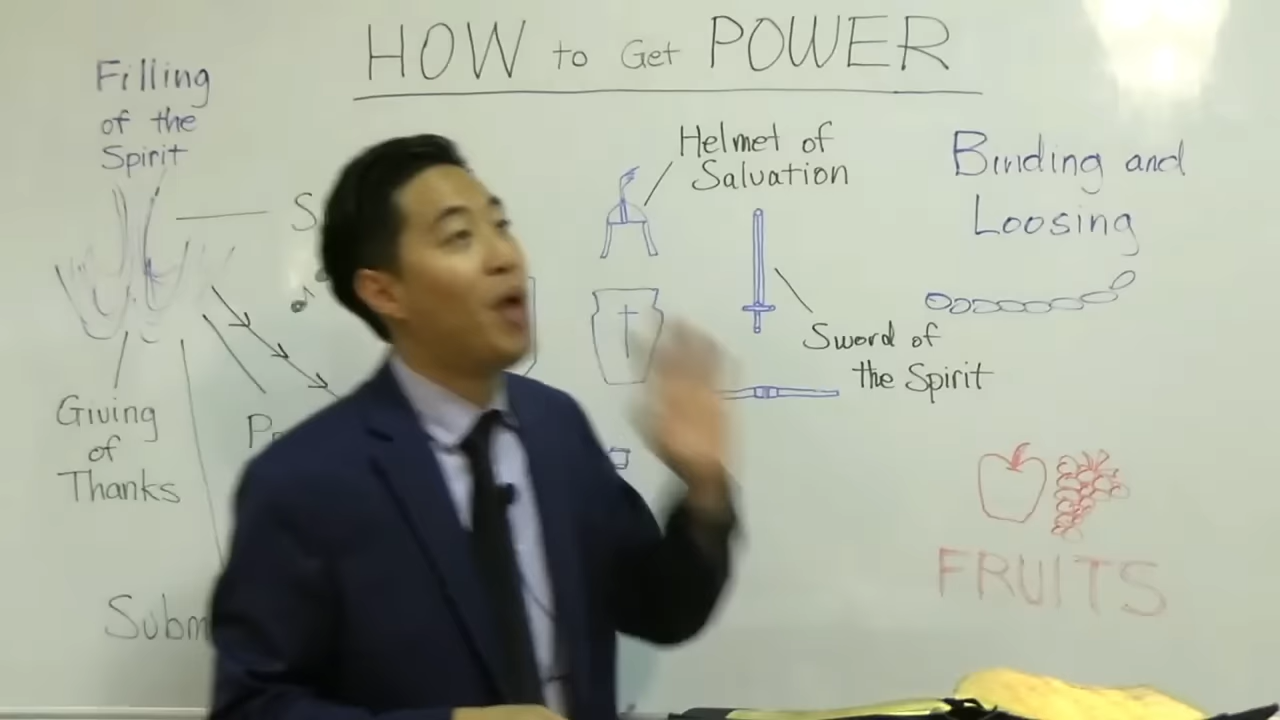 HOW to Get POWER
Filling
of the
Spirit
Giving
of
Thanks
Helmet of
Salvation
Sword of
the Spirit
Binding and
Loosing
FRUITS